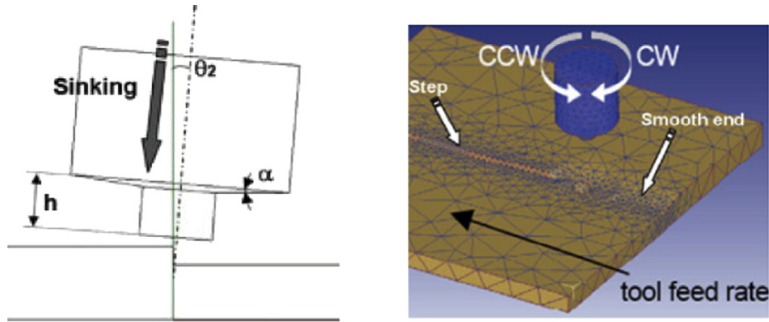 Sinking
θ2
α
h
CCW
CW
Step
Smooth end
tool feed rate